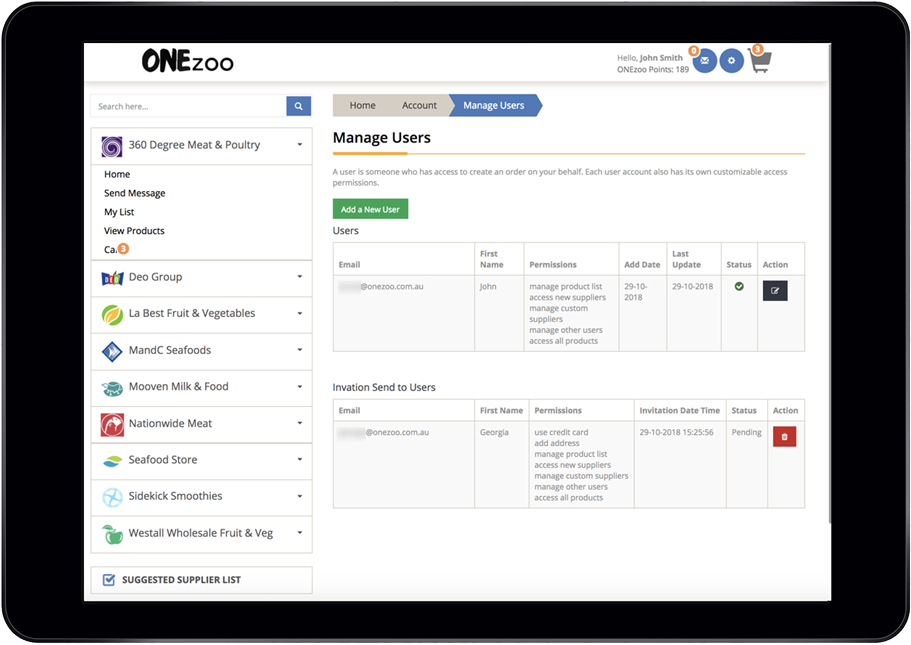 ONEzoo
Hello, John Smith
ONEzoo Points: 189
0
3
Search here...
Home
Account
Manage Users
360 Degree Meat & Poultry
Home
Send Message
My List
View Products
Ca
3
Deo Group
La Best Fruit & Vegetables
MandC Seafoods
Mooven Milk & Food
Nationwide Meat
Seafood Store
Sidekick Smoothies
Westall Wholesale Fruit & Veg
SUGGESTED SUPPLIER LIST
Manage Users
A user is someone who has access to create an order on your behalf. Each user account also has its own customizable access
permissions.
Add a New User
Users
Email First Name Permissions Add Date Last Update Status Action
@onezoo.com.au John manage product list 29-10-2018 29-10-2018
access new suppliers
manage custom
suppliers
manage other users
access all products
Invation Send to Users
Email First Name Permissions Invitation Date Time Status Action
@onezoo.com.au Georgia use credit card 29-10-2018 15:25:56 Pending
add address
manage product list
access new suppliers
manage custom suppliers
manage other users
access all products